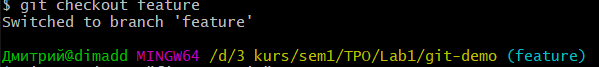 $ git checkout feature
Switched to branch 'feature'
Дмитрий@dimadd MINGW64 /d/3 kurs/sem1/TPO/Lab1/git-demo (feature)